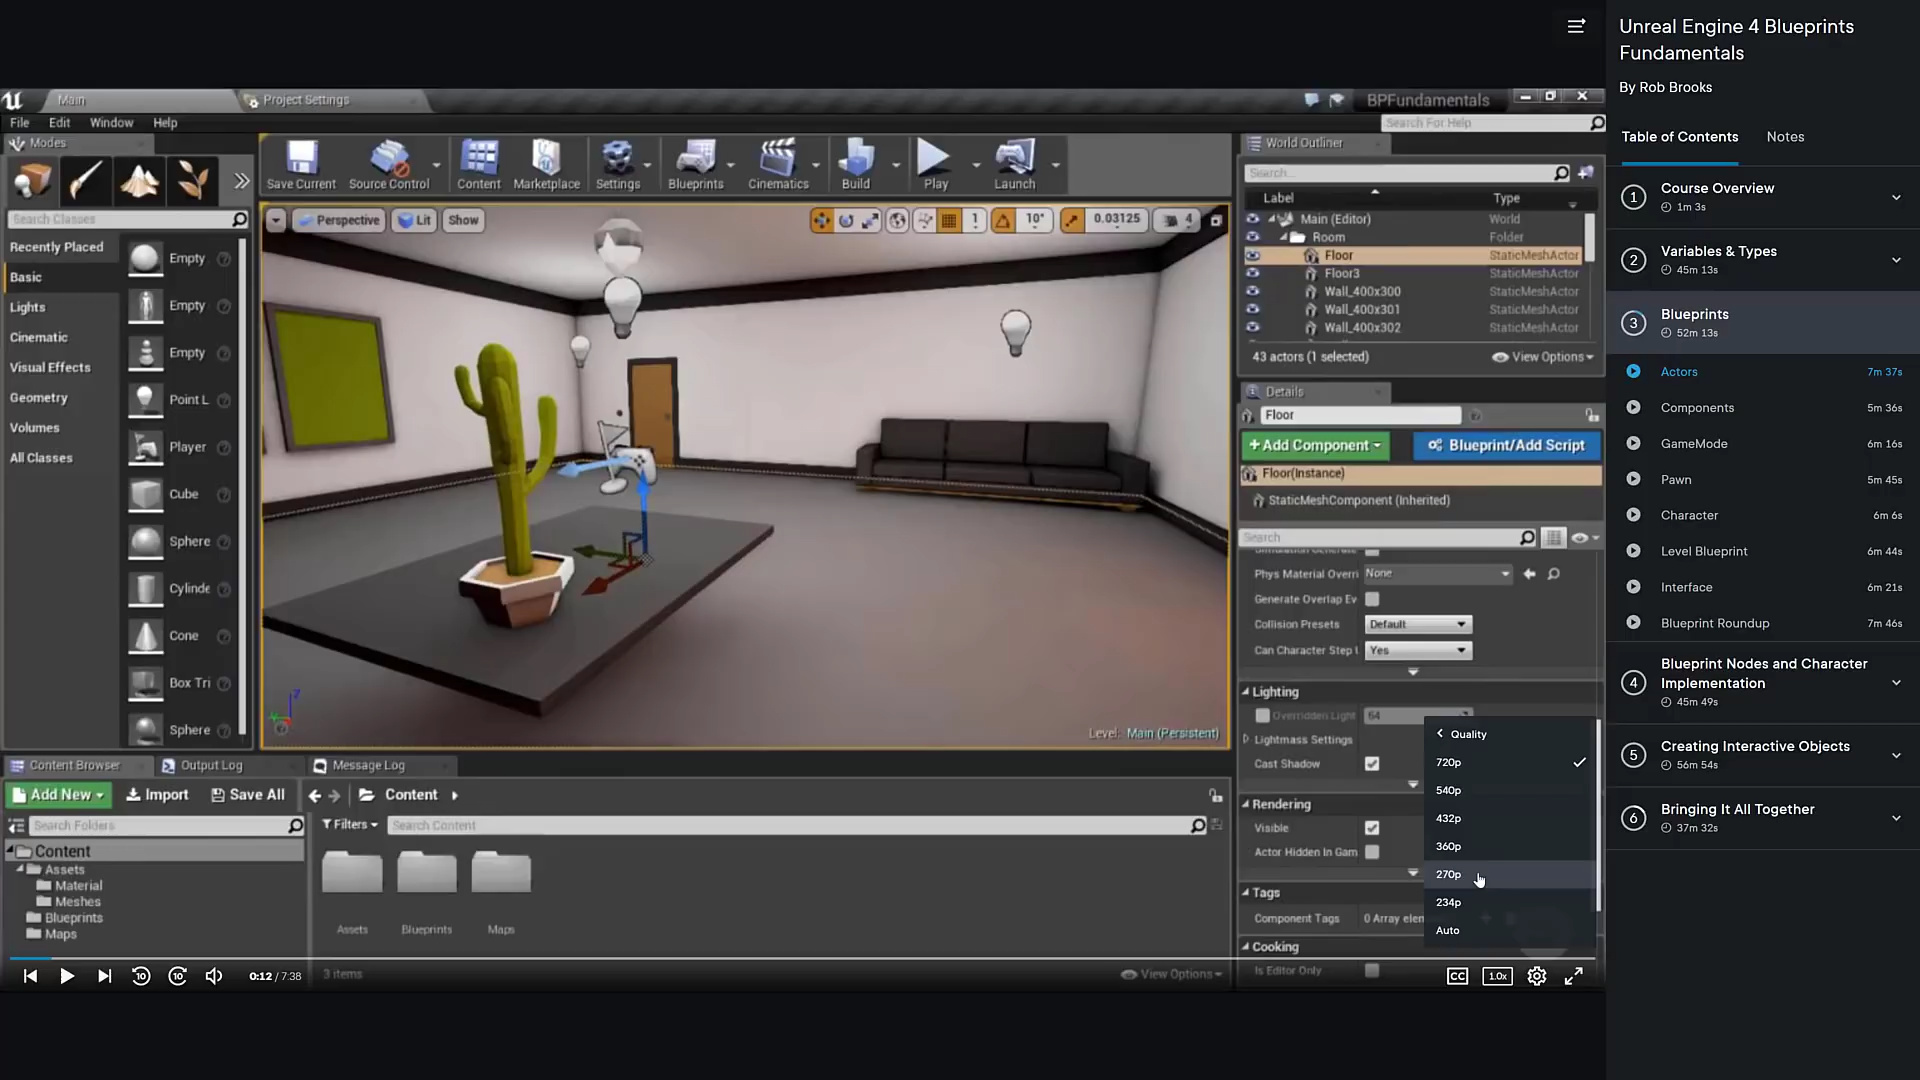 Unreal Engine 4 Blueprints
Fundamentals
By Rob Brooks
Table of Contents
Notes
1
Course Overview
1m 3s
2
Variables & Types
45m 13s
3
Blueprints
52m 13s
Actors 7m 37s
Components 5m 36s
GameMode 6m 16s
Pawn 5m 45s
Character 6m 6s
Level Blueprint 6m 44s
Interface 6m 21s
Blueprint Roundup 7m 46s
4
Blueprint Nodes and Character
Implementation
45m 49s
5
Creating Interactive Objects
56m 54s
6
Bringing It All Together
37m 32s
Main
Project Settings
BPFundamentals
File Edit Window Help
Search For Help
Modes
Search Classes
Recently Placed
Basic
Lights
Cinematic
Visual Effects
Geometry
Volumes
All Classes
Empty
Empty
Empty
Point L
Player
Cube
Sphere
Cylinde
Cone
Box Tri
Sphere
Save Current
Source Control
Content
Marketplace
Settings
Blueprints
Cinematics
Build
Play
Launch
Perspective
Lit
Show
1
10°
0.03125
4
Level: Main (Persistent)
World Outliner
Search...
Label Type
Main (Editor) World
Room Folder
Floor StaticMeshActor
Floor3 StaticMeshActor
Wall_400x300 StaticMeshActor
Wall_400x301 StaticMeshActor
Wall_400x302 StaticMeshActor
43 actors (1 selected)
View Options
Details
Floor
+Add Component
Blueprint/Add Script
Floor(Instance)
StaticMeshComponent (Inherited)
Search
Phys Material Overri None
Generate Overlap Ev
Collision Presets Default
Can Character Step U Yes
Lighting
Overridden Light 64
Lightmass Settings
Cast Shadow
Rendering
Visible
Actor Hidden In Gam
Tags
Component Tags 0 Array elen
Cooking
Is Editor Only
Quality
720p
540p
432p
360p
270p
234p
Auto
Content Browser
Output Log
Message Log
Add New
Import
Save All
Content
Search Folders
Filters
Search Content
Content
Assets
Material
Meshes
Blueprints
Maps
Assets
Blueprints
Maps
3 items
View Options
10
10
0:12 / 7:38
CC
1.0x